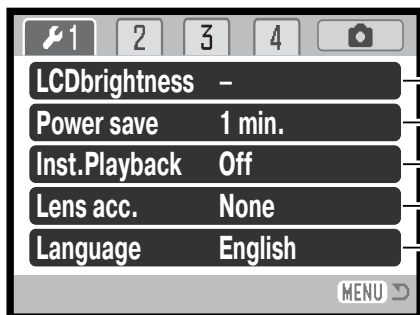 1 2 3 4
LCDbrightness –
Power save 1 min.
Inst.Playback Off
Lens acc. None
Language English
MENU